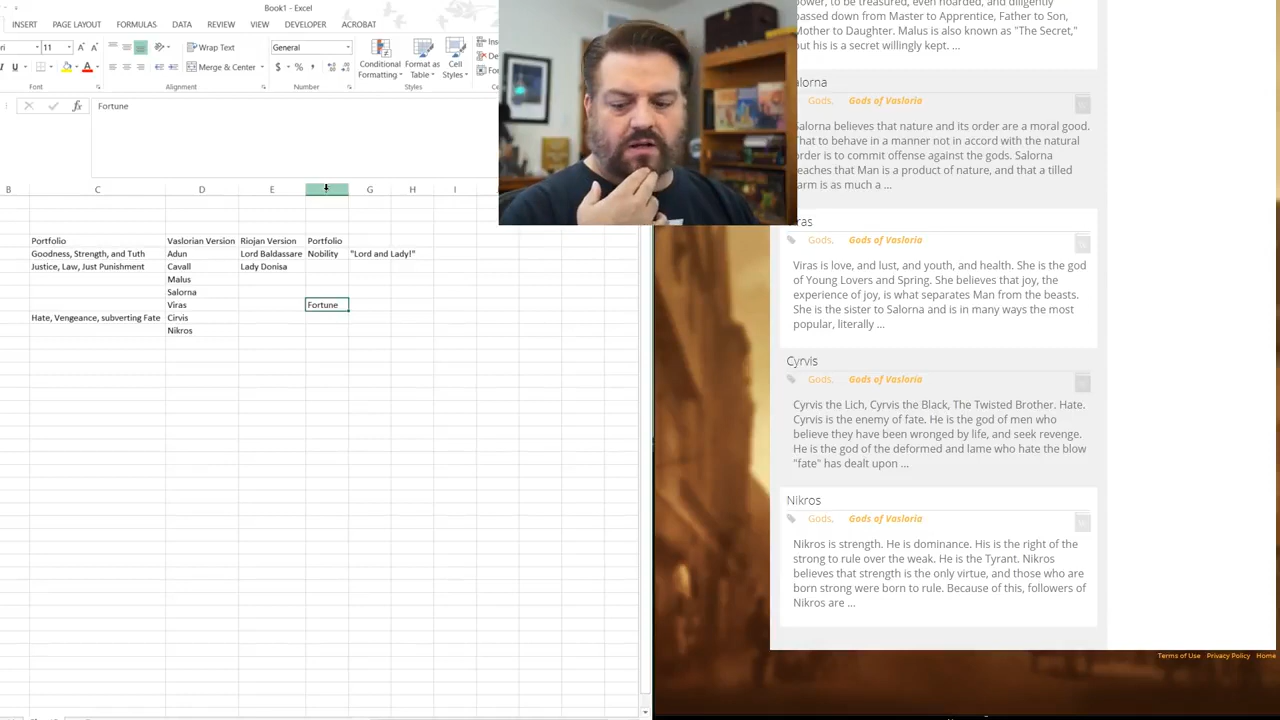 Book1 - Excel
INSERT PAGE LAYOUT FORMULAS DATA REVIEW VIEW DEVELOPER ACROBAT
11 A A Wrap Text General
U A Merge & Center $ % Conditional Formatting Format as Table Cell Styles
Font Alignment Number Styles
fx Fortune
B C D E G H I
Portfolio Vaslorian Version Riojan Version Portfolio
Goodness, Strength, and Tuth Adun Lord Baldassare Nobility "Lord and Lady!"
Justice, Law, Just Punishment Cavall Lady Donisa
Malus
Salorna
Viras Fortune
Hate, Vengeance, subverting Fate Cirvis
Nikros
power, to be treasured, even hoarded, and diligently
passed down from Master to Apprentice, Father to Son,
Mother to Daughter. Malus is also known as "The Secret,"
but his is a secret willingly kept. ...
alorna
Gods, Gods of Vasloria
Salorna believes that nature and its order are a moral good.
That to behave in a manner not in accord with the natural
order is to commit offense against the gods. Salorna
teaches that Man is a product of nature, and that a tilled
farm is as much a ...
ras
Gods, Gods of Vasloria
Viras is love, and lust, and youth, and health. She is the god
of Young Lovers and Spring. She believes that joy, the
experience of joy, is what separates Man from the beasts.
She is the sister to Salorna and is in many ways the most
popular, literally ...
Cyrvis
Gods, Gods of Vasloria
Cyrvis the Lich, Cyrvis the Black, The Twisted Brother. Hate.
Cyrvis is the enemy of fate. He is the god of men who
believe they have been wronged by life, and seek revenge.
He is the god of the deformed and lame who hate the blow
"fate" has dealt upon ...
Nikros
Gods, Gods of Vasloria
Nikros is strength. He is dominance. His is the right of the
strong to rule over the weak. He is the Tyrant. Nikros
believes that strength is the only virtue, and those who are
born strong were born to rule. Because of this, followers of
Nikros are ...
Terms of Use Privacy Policy Home